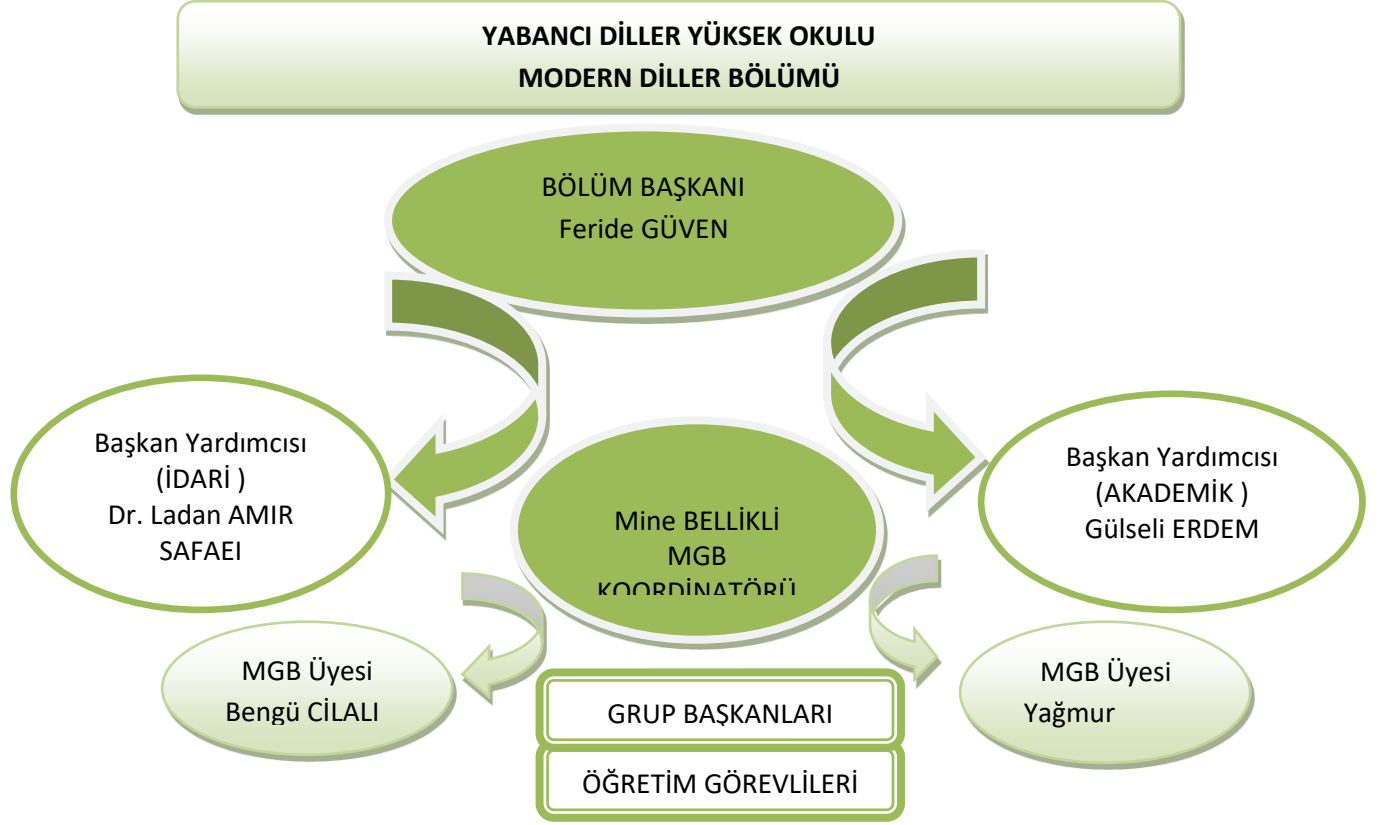 YABANCI DİLLER YÜKSEK OKULU
MODERN DİLLER BÖLÜMÜ
BÖLÜM BAŞKANI
Feride GÜVEN
Başkan Yardımcısı
(İDARİ )
Dr. Ladan AMIR
SAFAEI
Mine BELLİKLİ
MGB
KOORDİNATÖRÜ
Başkan Yardımcısı
(AKADEMİK )
Gülseli ERDEM
MGB Üyesi
Bengü CİLALI
MGB Üyesi
Yağmur
GRUP BAŞKANLARI
ÖĞRETİM GÖREVLİLERİ